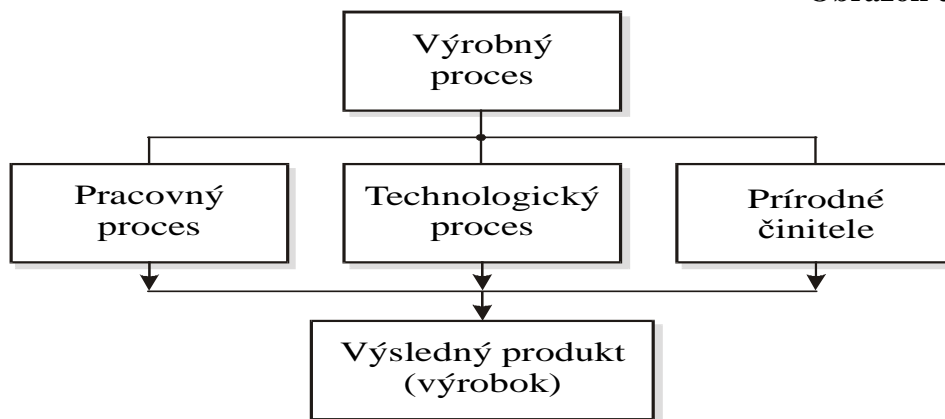 Výrobný
proces
Pracovný
proces
Technologický
proces
Prírodné
činitele
Výsledný produkt
(výrobok)